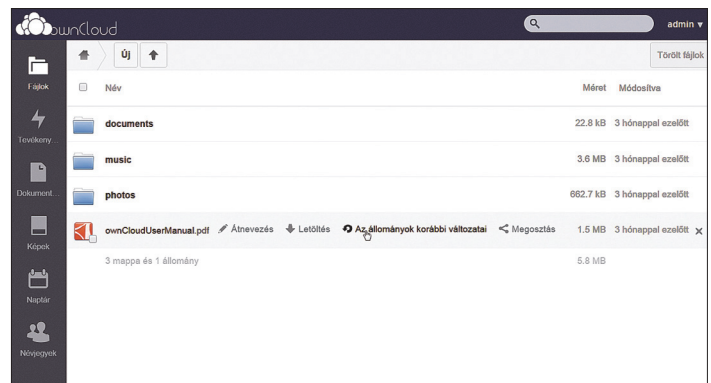 ownCloud
admin
Fájlok
Tevékeny...
Dokument...
Képek
Naptár
Névjegyek
Új
Törölt fájlok
Név Méret Módosítva
documents 22.8 kB 3 hónappal ezelőtt
music 3.6 MB 3 hónappal ezelőtt
photos 662.7 kB 3 hónappal ezelőtt
ownCloudUserManual.pdf Átnevezés Letöltés Az állományok korábbi változatai Megosztás 1.5 MB 3 hónappal ezelőtt
3 mappa és 1 állomány 5.8 MB